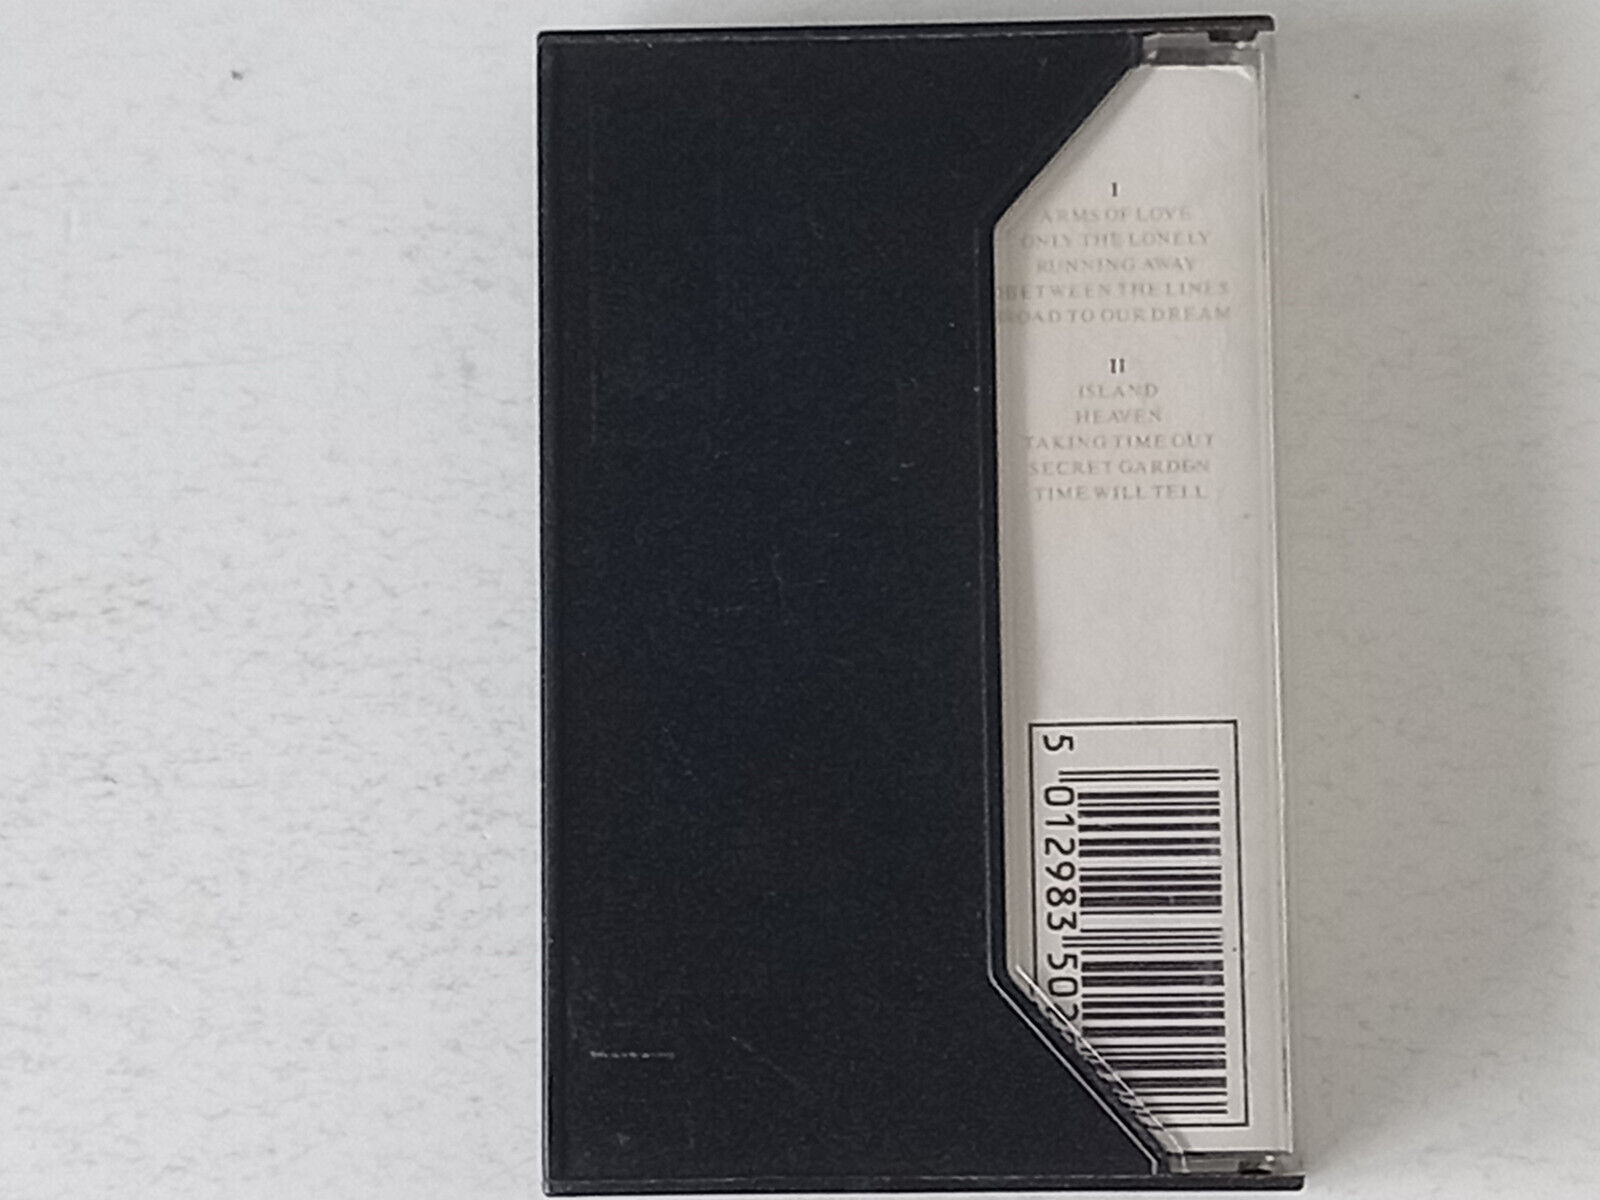 I
ARMS OF LOVE
ONLY THE LONELY
RUNNING AWAY
BETWEEN THE LINES
ROAD TO OUR DREAM
II
ISLAND
HEAVEN
TAKING TIME OUT
SECRET GARDEN
TIME WILL TELL
5 012983 502